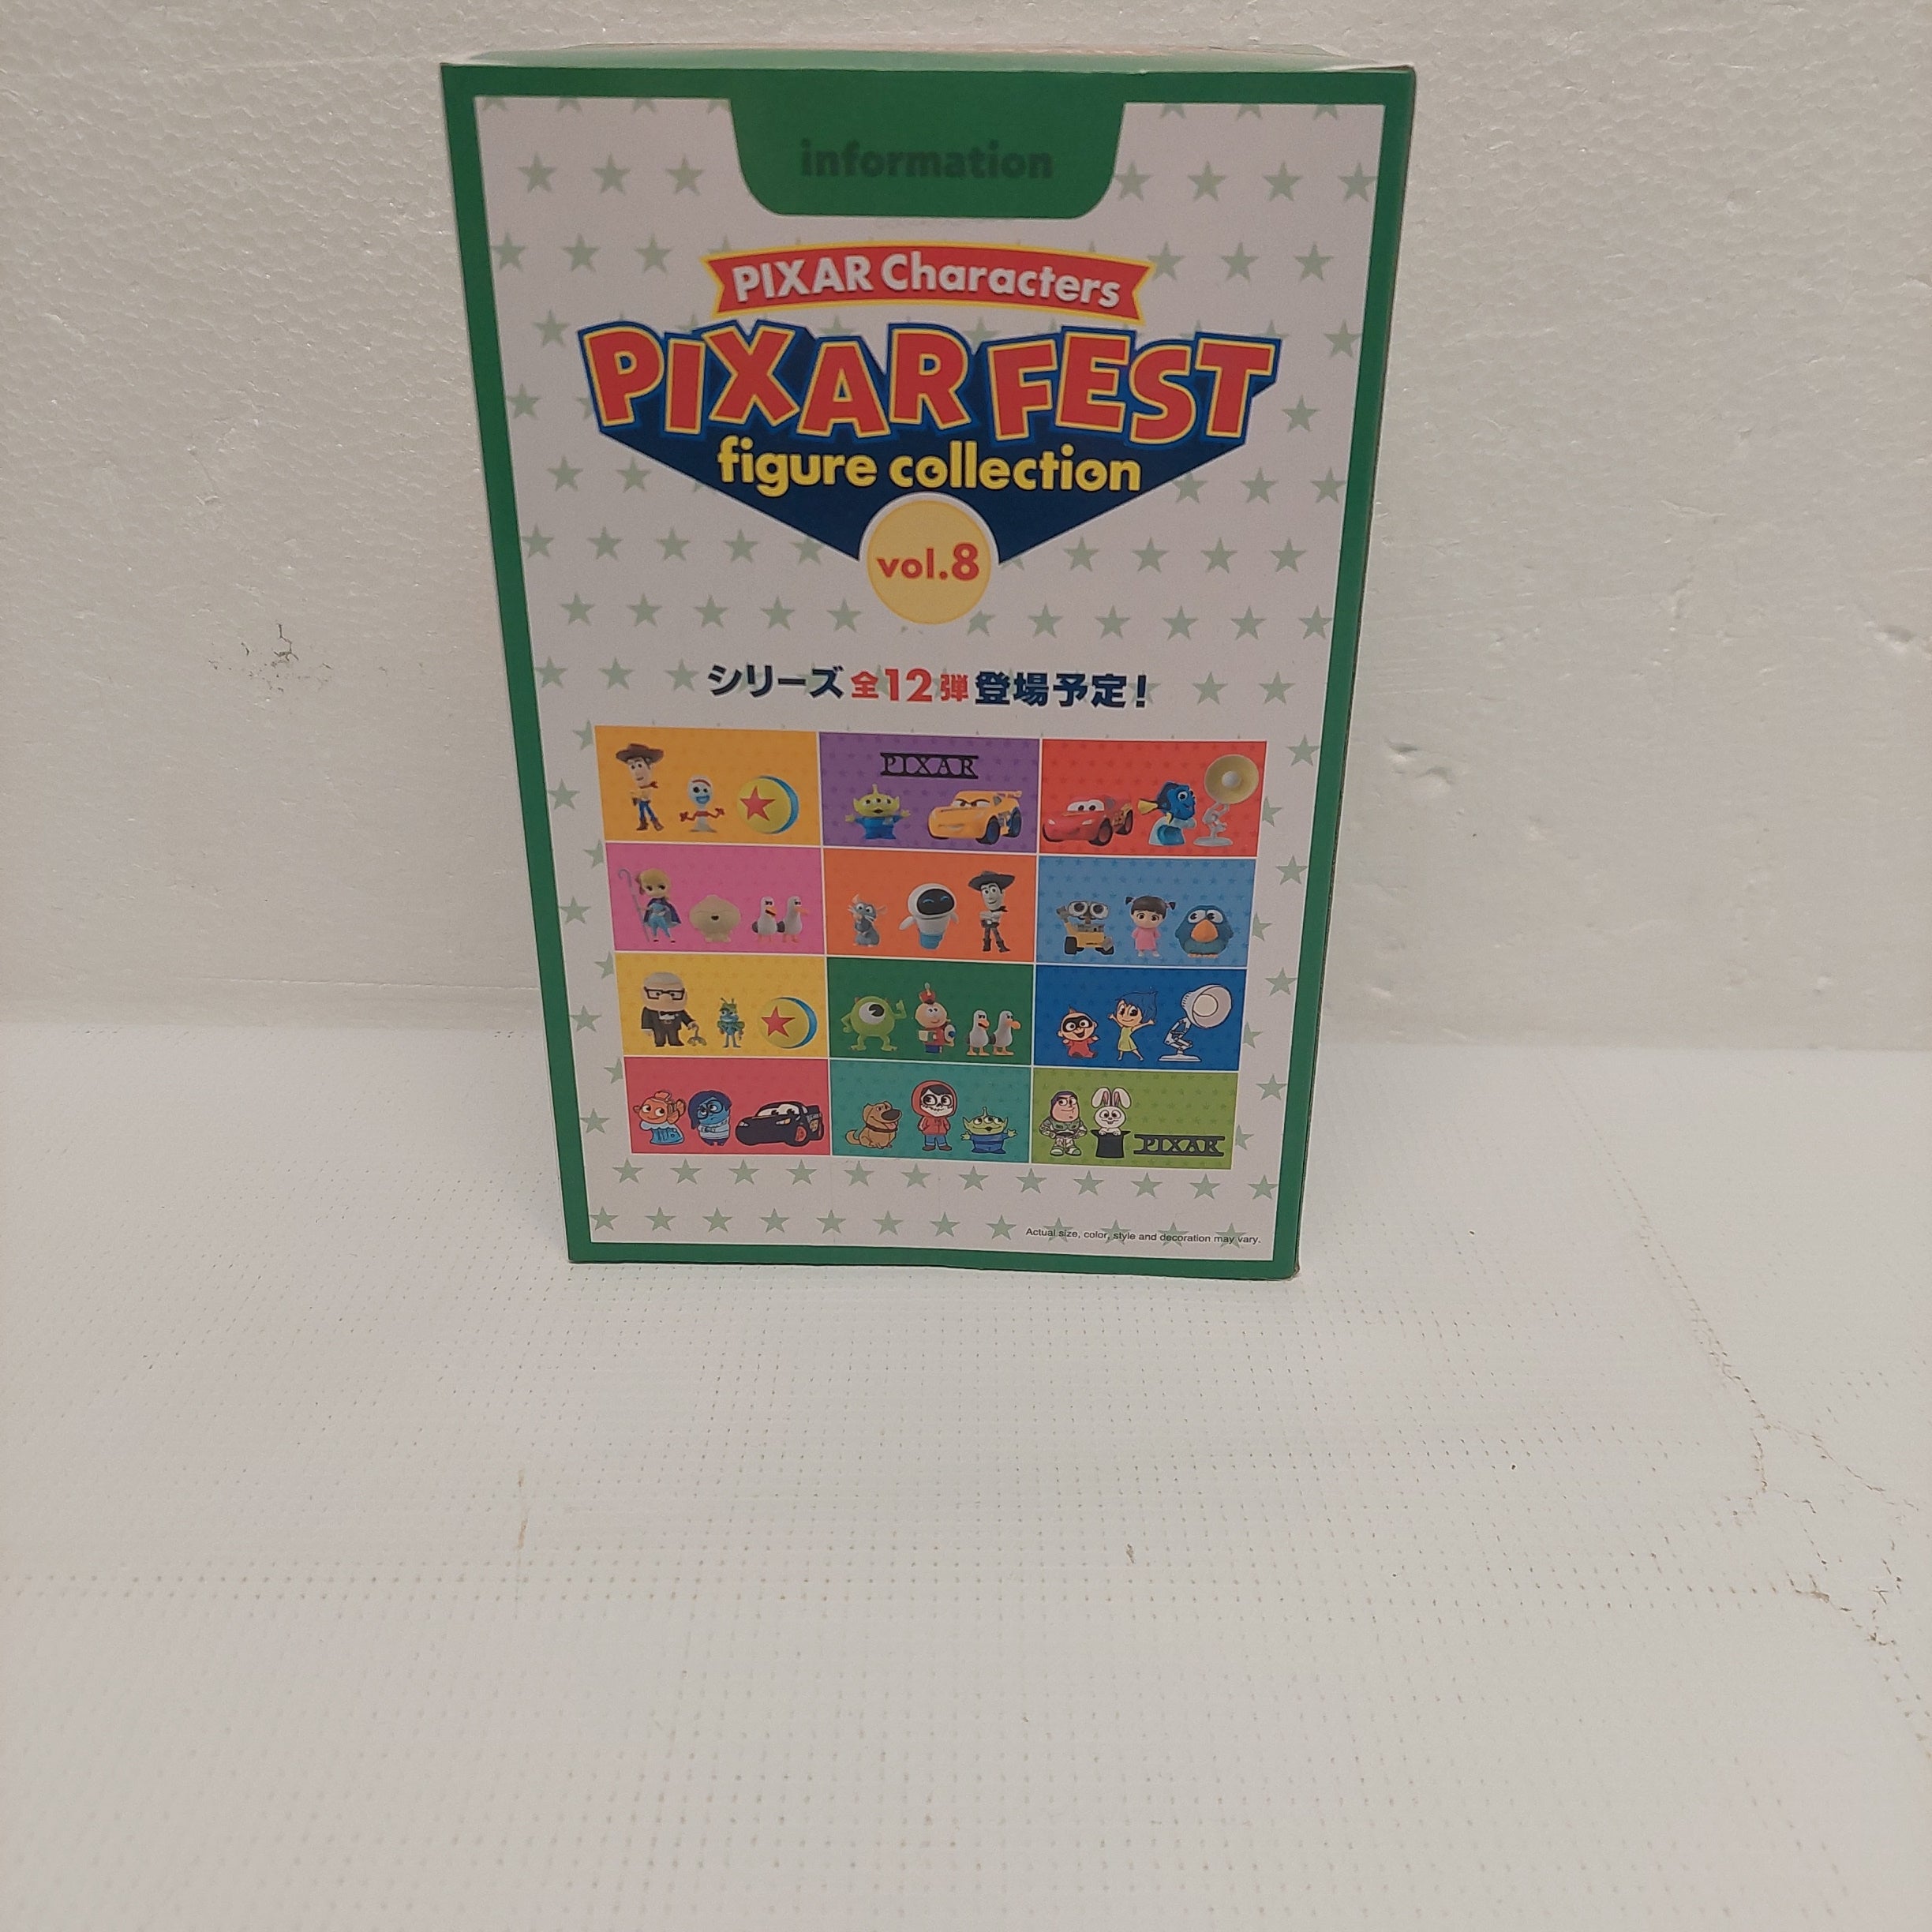 information
PIXAR Characters
PIXAR FEST
figure collection
vol.8
シリーズ全12弾登場予定!
PIXAR
PIXAR
Actual size, color, style and decoration may vary.